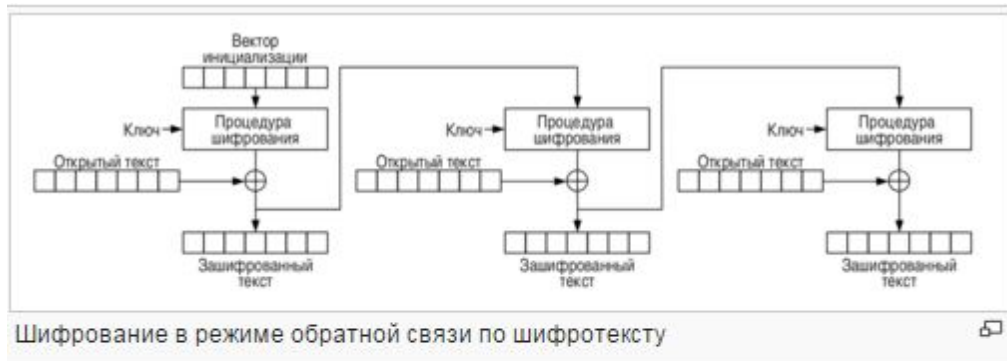 Вектор
инициализации
Ключ
Процедура
шифрования
Открытый текст
Зашифрованный
текст
Ключ
Процедура
шифрования
Открытый текст
Зашифрованный
текст
Ключ
Процедура
шифрования
Открытый текст
Зашифрованный
текст
Шифрование в режиме обратной связи по шифротексту